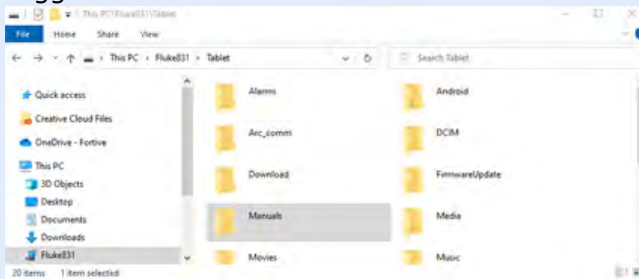 This PC\Fluke831\Tablet
File Home Share View
This PC › Fluke831 › Tablet
Search Tablet
Quick access
Creative Cloud Files
OneDrive - Fortive
This PC
3D Objects
Desktop
Documents
Downloads
Fluke831
Alarms
Android
Arc_comm
DCIM
Download
FirmwareUpdate
Manuals
Media
Movies
Music
20 items 1 item selected